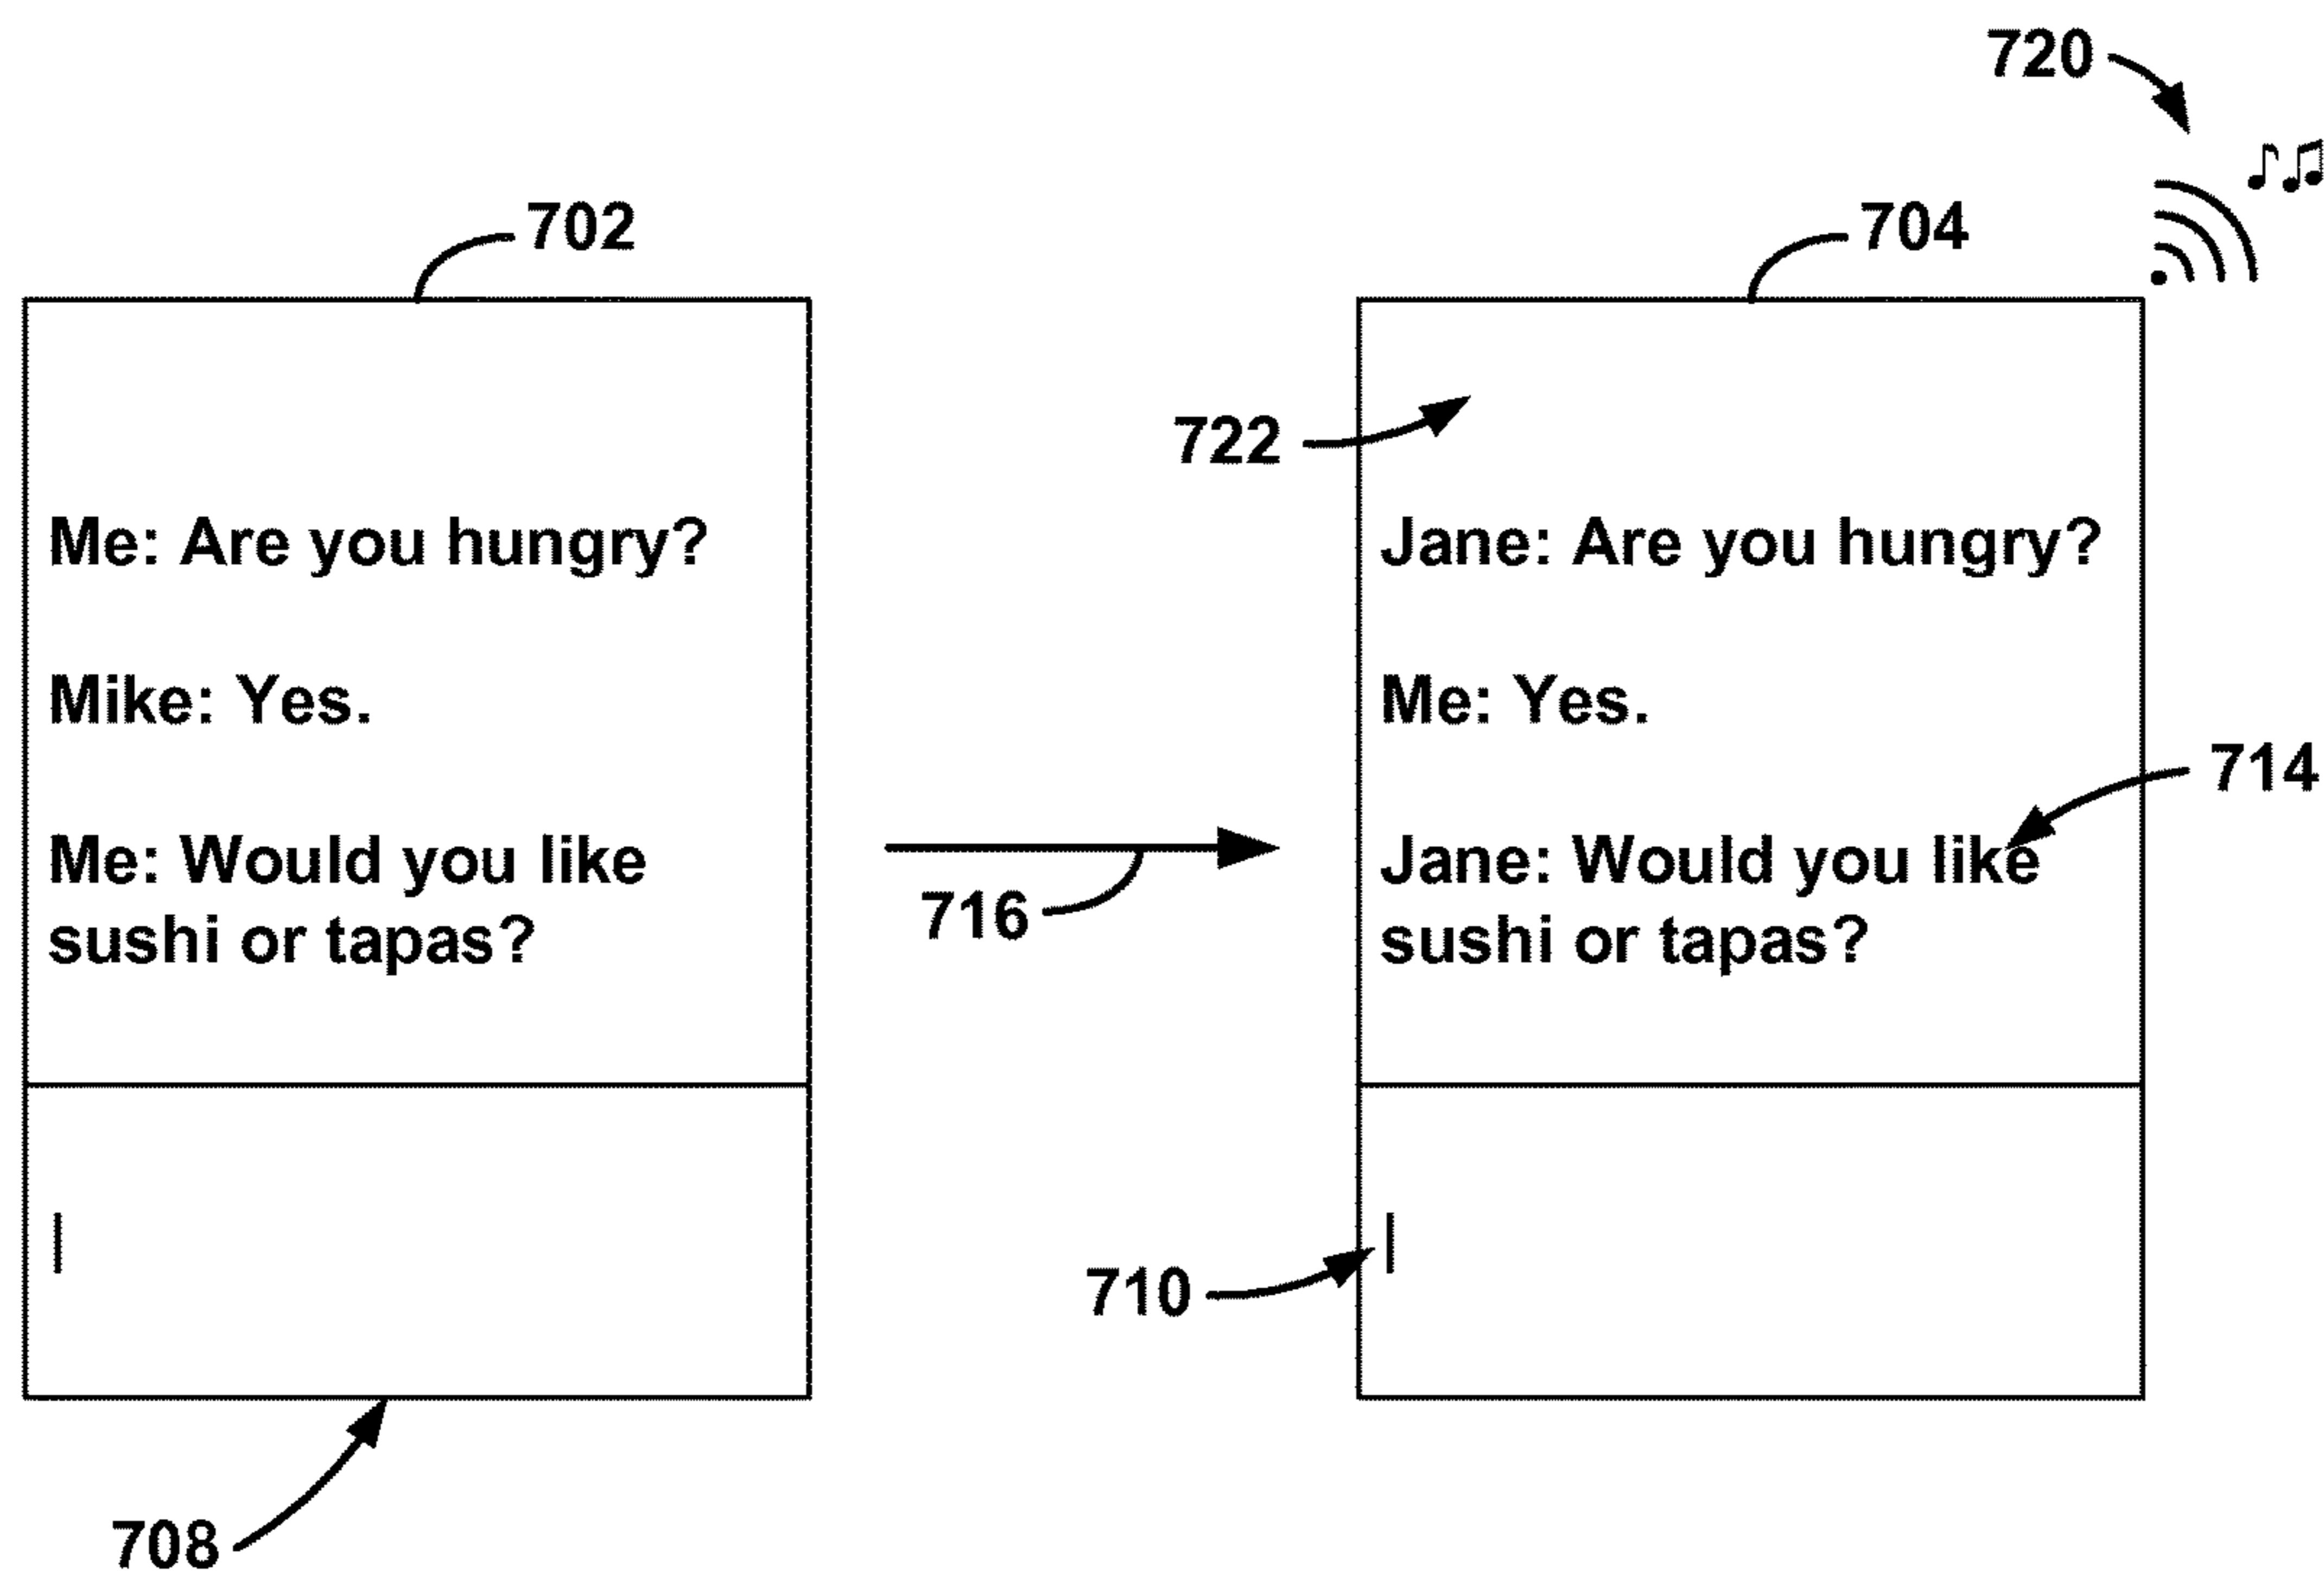 720
702
704
722
Me: Are you hungry?
Mike: Yes.
Me: Would you like
sushi or tapas?
716
Jane: Are you hungry?
Me: Yes.
714
Jane: Would you like
sushi or tapas?
710
708